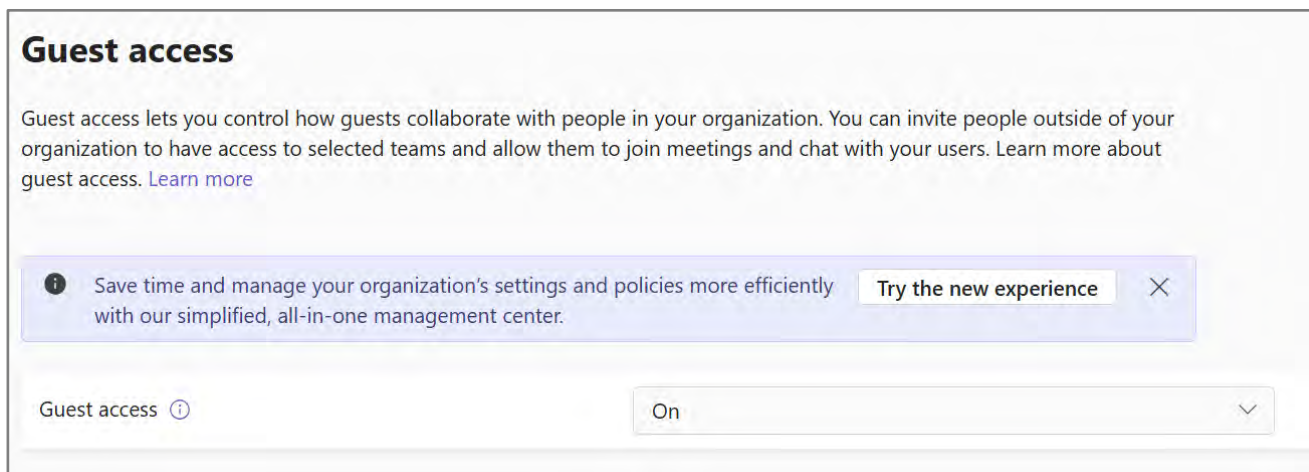 Guest access
Guest access lets you control how guests collaborate with people in your organization. You can invite people outside of your
organization to have access to selected teams and allow them to join meetings and chat with your users. Learn more about
guest access. Learn more
Save time and manage your organization's settings and policies more efficiently
with our simplified, all-in-one management center.
Try the new experience
Guest access
On